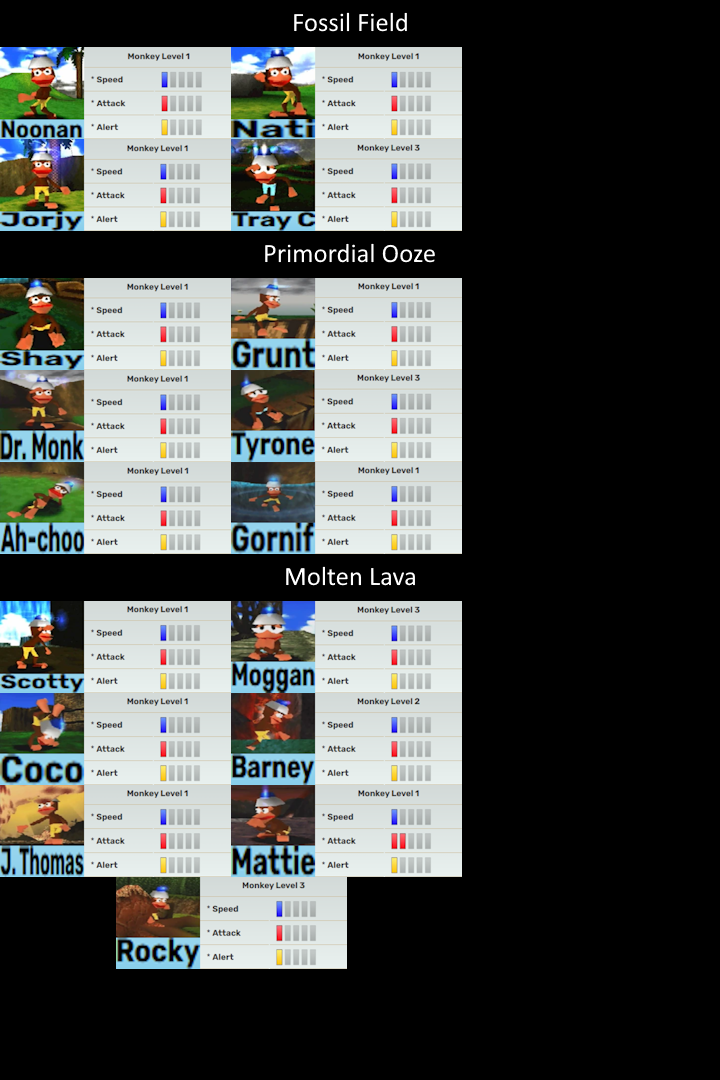 Fossil Field
Monkey Level 1
* Speed
* Attack
* Alert
Noonan
Monkey Level 1
* Speed
* Attack
* Alert
Nati
Monkey Level 1
* Speed
* Attack
* Alert
Jorjy
Monkey Level 3
* Speed
* Attack
* Alert
Tray C
Primordial Ooze
Monkey Level 1
* Speed
* Attack
* Alert
Shay
Monkey Level 1
* Speed
* Attack
* Alert
Grunt
Monkey Level 1
* Speed
* Attack
* Alert
Dr. Monk
Monkey Level 3
* Speed
* Attack
* Alert
Tyrone
Monkey Level 1
* Speed
* Attack
* Alert
Ah-choo
Monkey Level 1
* Speed
* Attack
* Alert
Gornif
Molten Lava
Monkey Level 1
* Speed
* Attack
* Alert
Scotty
Monkey Level 3
* Speed
* Attack
* Alert
Moggan
Monkey Level 1
* Speed
* Attack
* Alert
Coco
Monkey Level 2
* Speed
* Attack
* Alert
Barney
Monkey Level 1
* Speed
* Attack
* Alert
J. Thomas
Monkey Level 1
* Speed
* Attack
* Alert
Mattie
Monkey Level 3
* Speed
* Attack
* Alert
Rocky